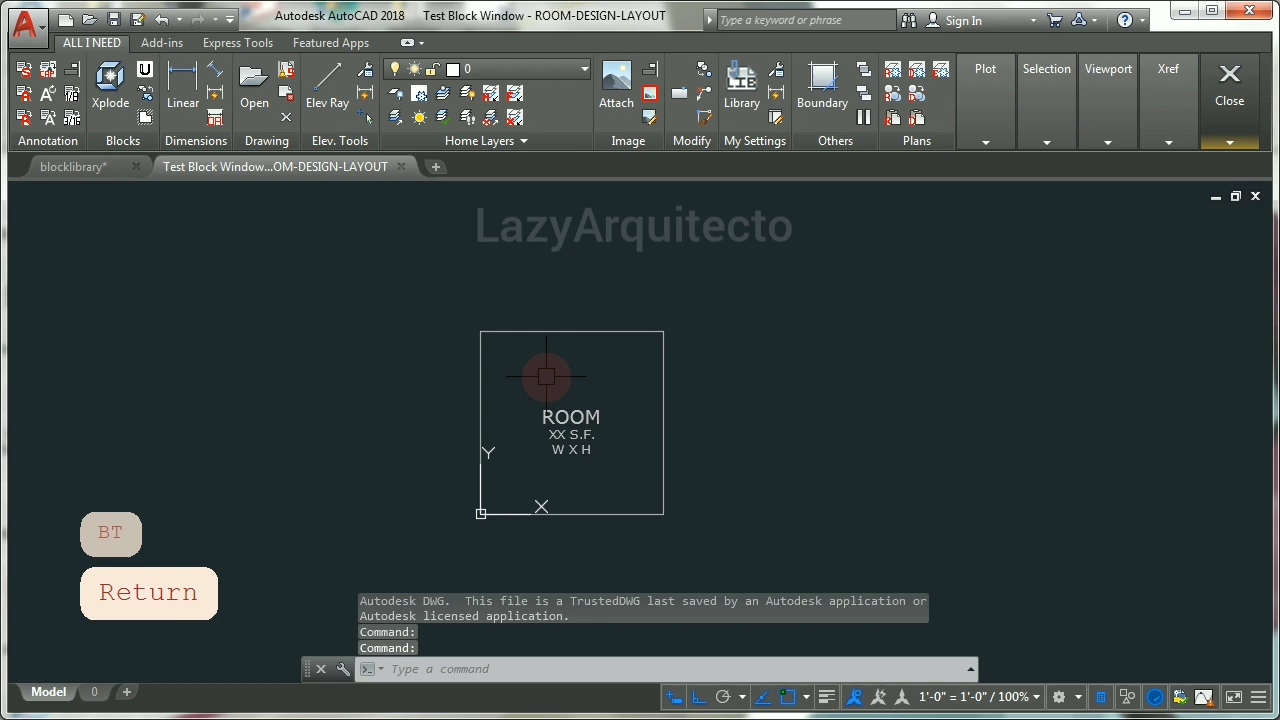 Autodesk AutoCAD 2018 Test Block Window - ROOM-DESIGN-LAYOUT
Type a keyword or phrase
Sign In
ALL I NEED Add-ins Express Tools Featured Apps
Xplode Linear Open Elev Ray 0 Attach Library Boundary Plot Selection Viewport Xref Close
Annotation Blocks Dimensions Drawing Elev. Tools Home Layers Image Modify My Settings Others Plans
blocklibrary* Test Block Window...OM-DESIGN-LAYOUT
LazyArquitecto
ROOM
XX S.F.
W X H
Y
X
BT
Return
Autodesk DWG. This file is a TrustedDWG last saved by an Autodesk application or
Autodesk licensed application.
Command:
Command:
Type a command
Model 0
1'-0" = 1'-0" / 100%